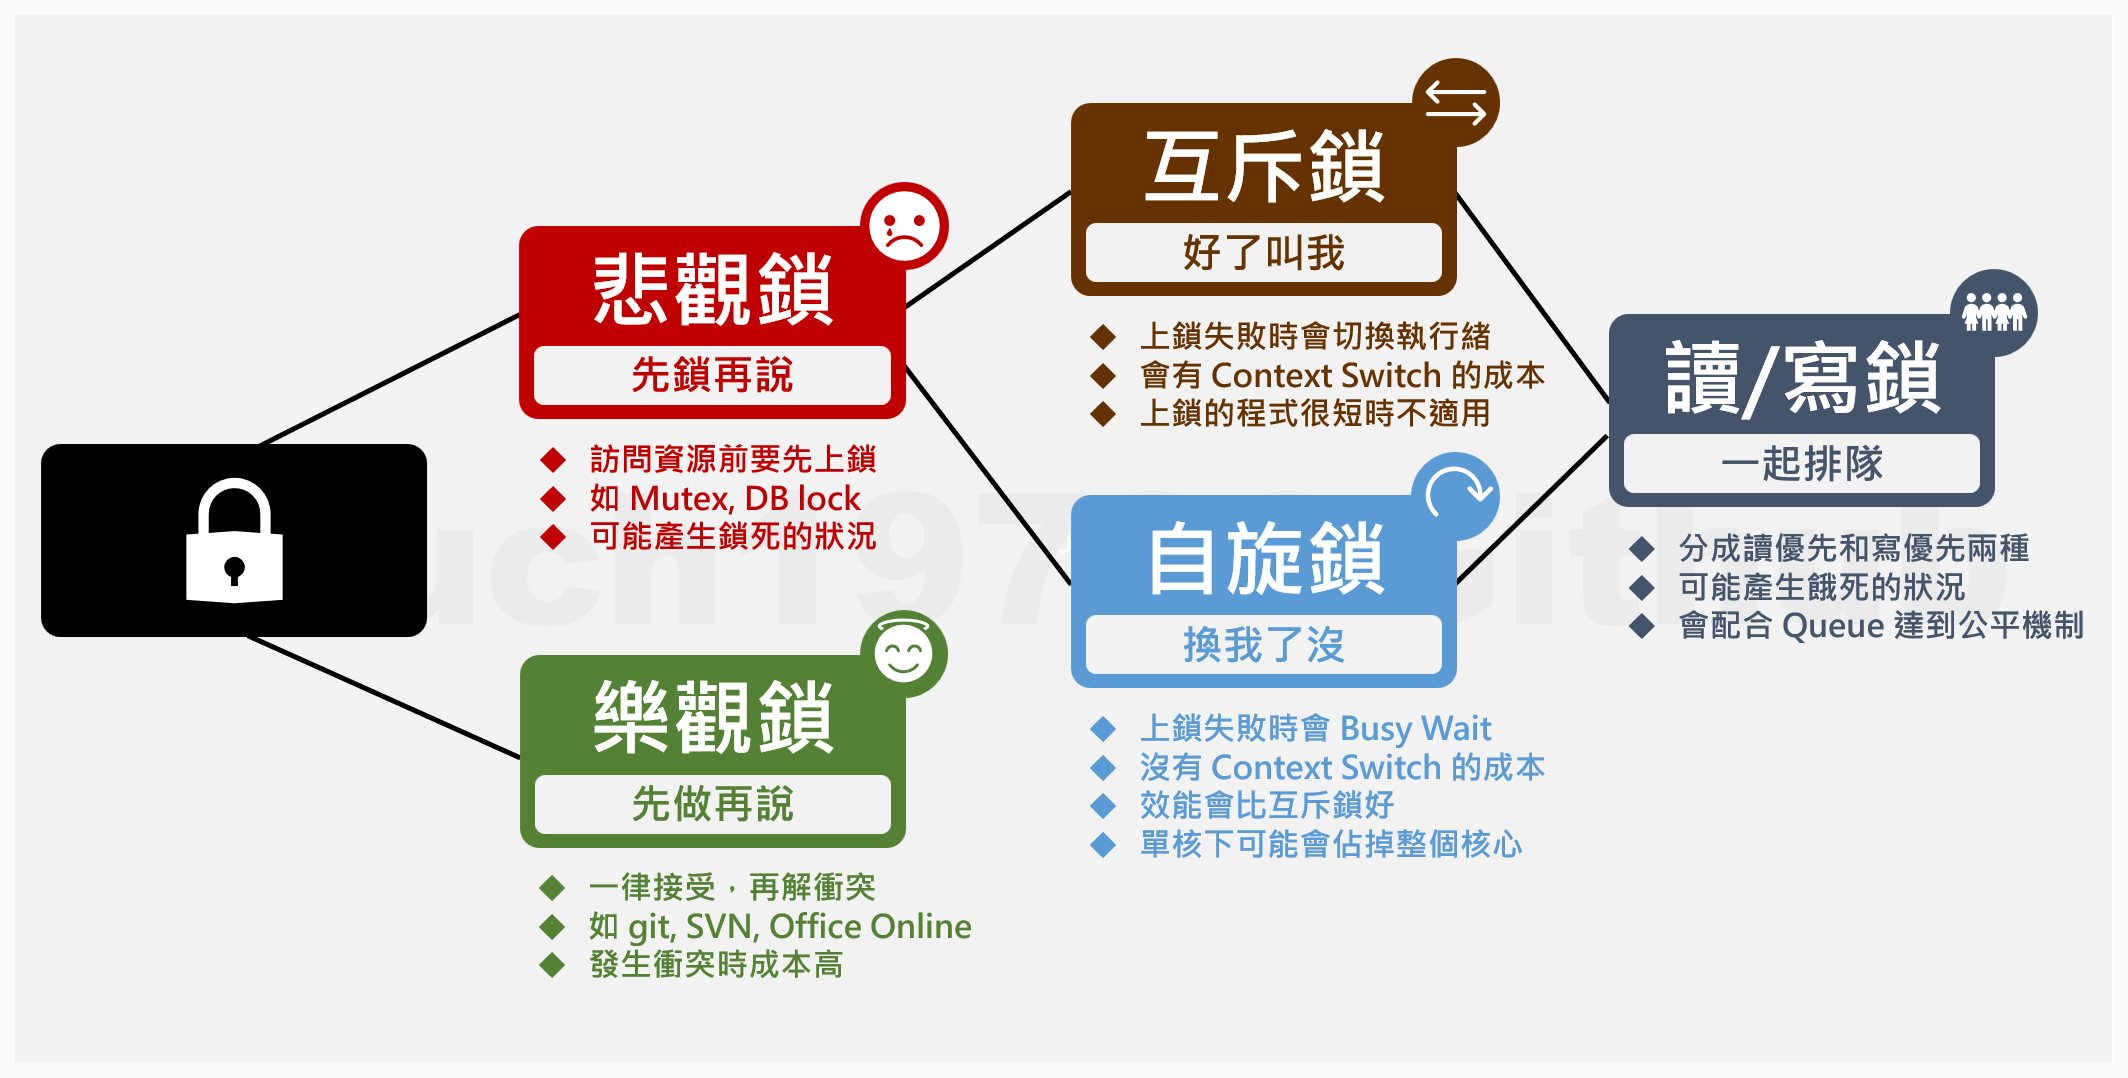 悲觀鎖
先鎖再說
訪問資源前要先上鎖
如 Mutex, DB lock
可能產生鎖死的狀況
樂觀鎖
先做再說
一律接受，再解衝突
如 git, SVN, Office Online
發生衝突時成本高
互斥鎖
好了叫我
上鎖失敗時會切換執行緒
會有 Context Switch 的成本
上鎖的程式很短時不適用
自旋鎖
換我了沒
上鎖失敗時會 Busy Wait
沒有 Context Switch 的成本
效能會比互斥鎖好
單核下可能會佔掉整個核心
讀/寫鎖
一起排隊
分成讀優先和寫優先兩種
可能產生餓死的狀況
會配合 Queue 達到公平機制